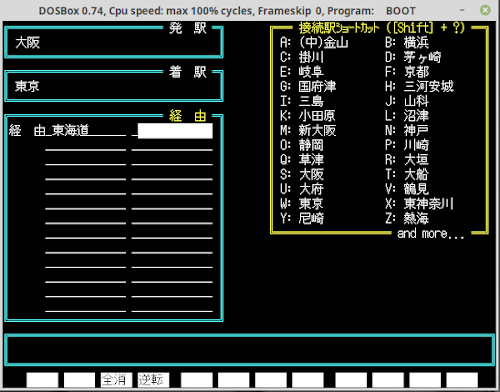 DOSBox 0.74, Cpu speed: max 100% cycles, Frameskip 0, Program: BOOT
発 駅
大阪
着 駅
東京
経 由
経 由 東海道
接続駅ショートカット ([Shift] + ?)
A: (中)金山 B: 横浜
C: 掛川 D: 茅ヶ崎
E: 岐阜 F: 京都
G: 国府津 H: 三河安城
I: 三島 J: 山科
K: 小田原 L: 沼津
M: 新大阪 N: 神戸
O: 静岡 P: 川崎
Q: 草津 R: 大垣
S: 大阪 T: 大船
U: 大府 V: 鶴見
W: 東京 X: 東神奈川
Y: 尼崎 Z: 熱海
and more...
全消 逆転